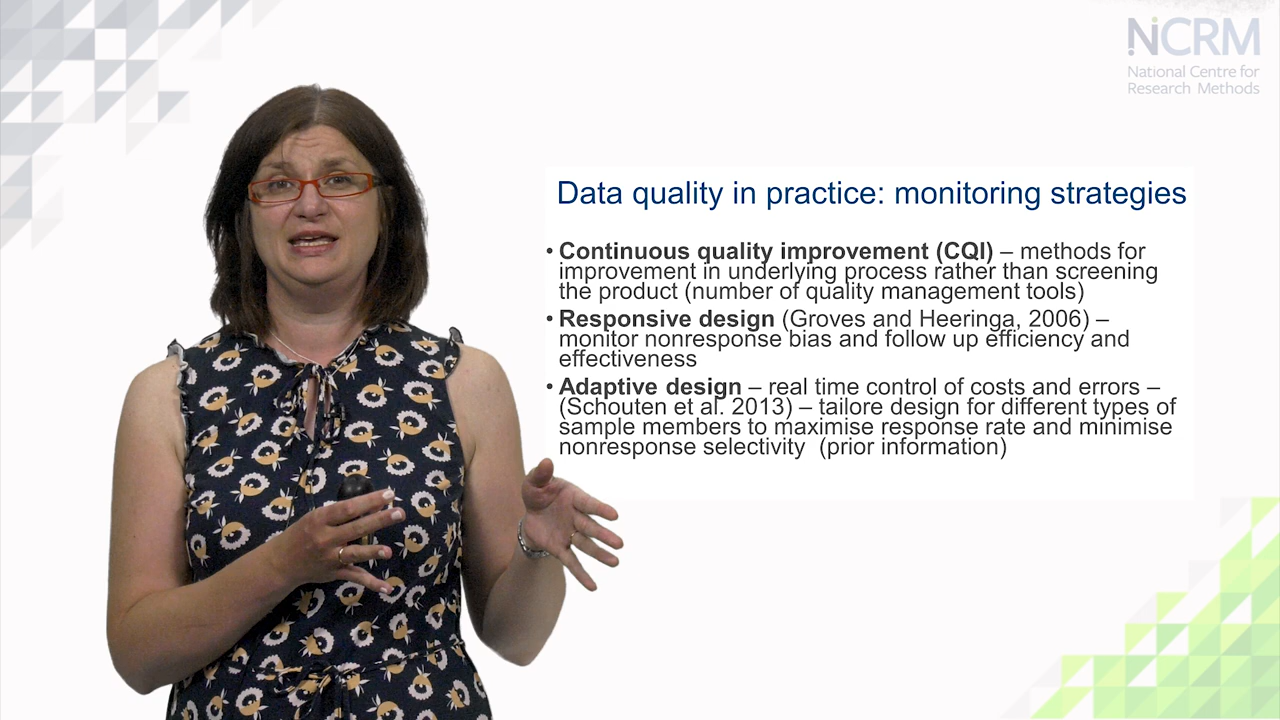 NCRM
National Centre for
Research Methods
Data quality in practice: monitoring strategies
• Continuous quality improvement (CQI) – methods for
improvement in underlying process rather than screening
the product (number of quality management tools)
• Responsive design (Groves and Heeringa, 2006) –
monitor nonresponse bias and follow up efficiency and
effectiveness
• Adaptive design – real time control of costs and errors –
(Schouten et al. 2013) – tailore design for different types of
sample members to maximise response rate and minimise
nonresponse selectivity  (prior information)